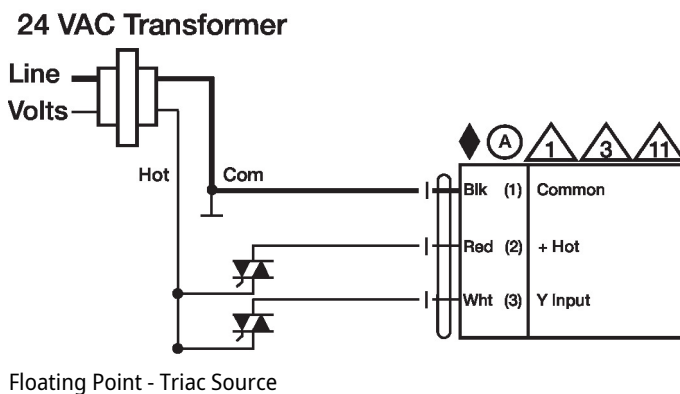 24 VAC Transformer
Line
Volts
Hot
Com
A
1
3
11
Blk (1) Common
Red (2) + Hot
Wht (3) Y Input
Floating Point - Triac Source